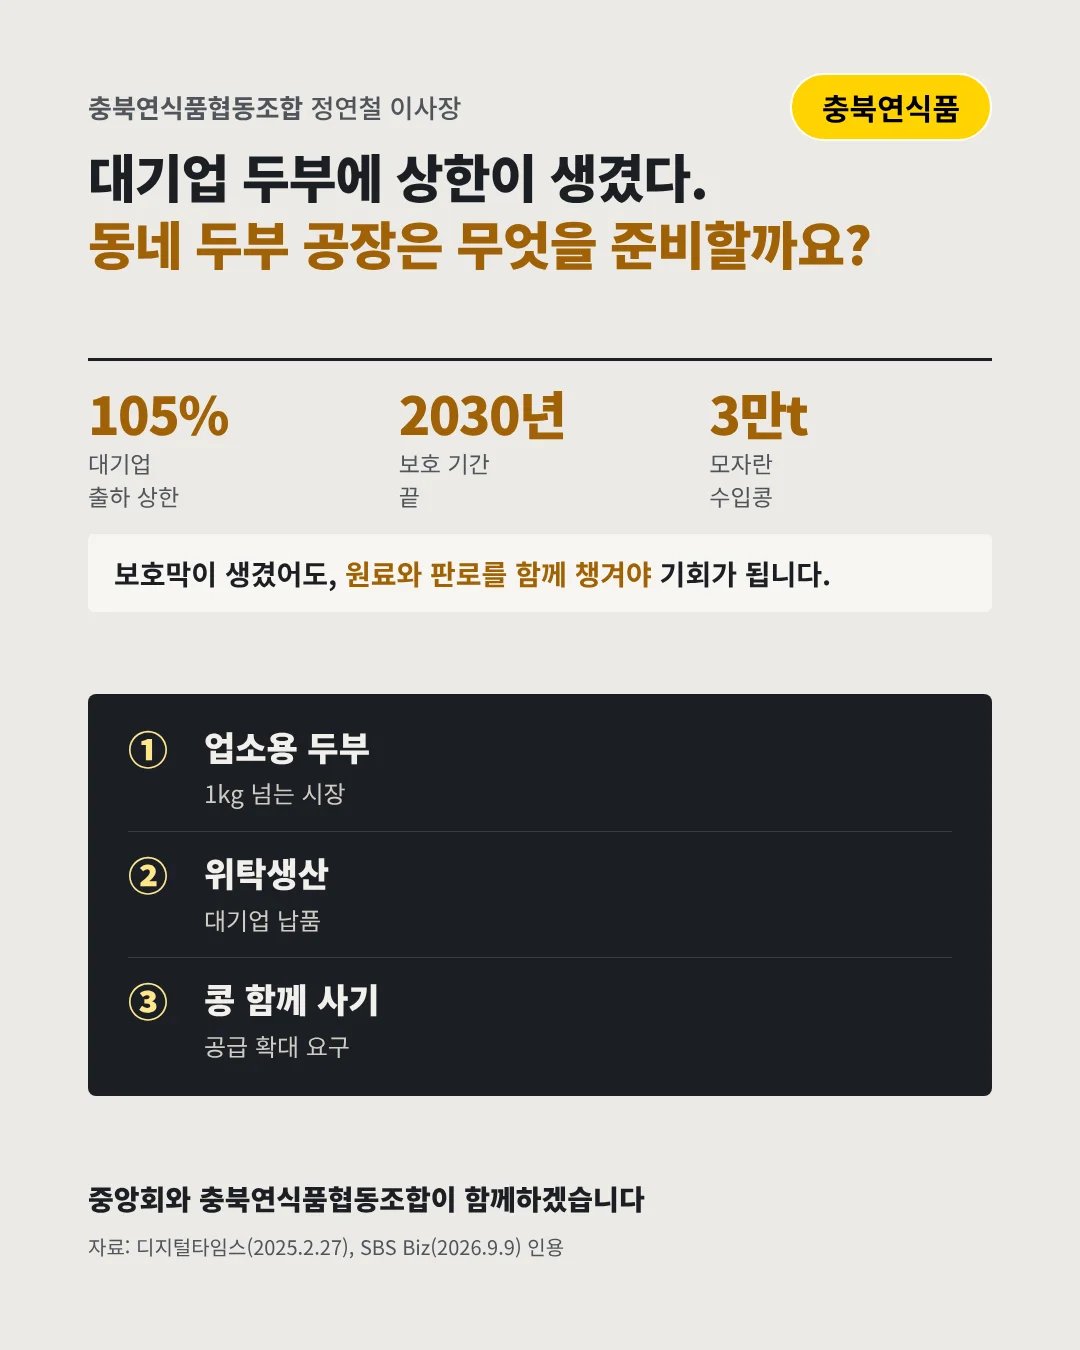 충북연식품협동조합 정연철 이사장
충북연식품
대기업 두부에 상한이 생겼다.
동네 두부 공장은 무엇을 준비할까요?
105%
대기업
출하 상한
2030년
보호 기간
끝
3만t
모자란
수입콩
보호막이 생겼어도, 원료와 판로를 함께 챙겨야 기회가 됩니다.
① 업소용 두부
1kg 넘는 시장
② 위탁생산
대기업 납품
③ 콩 함께 사기
공급 확대 요구
중앙회와 충북연식품협동조합이 함께하겠습니다
자료: 디지털타임스(2025.2.27), SBS Biz(2026.9.9) 인용